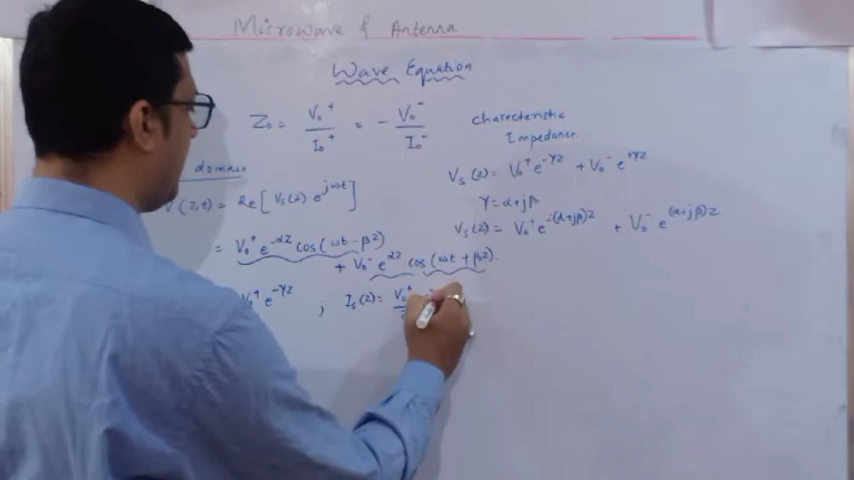 Microwave & Antenna
Wave Equation
Z₀ = V₀⁺ / I₀⁺ = - V₀⁻ / I₀⁻
charecteristic
Impedance
Vₛ(z) = V₀⁺ e^-γz + V₀⁻ e^+γz
γ = α+jβ
Vₛ(z) = V₀⁺ e^-(α+jβ)z + V₀⁻ e^(α+jβ)z
domain
V(z,t) = Re[Vₛ(z) e^jωt]
= V₀⁺ e^-αz cos(ωt - βz)
+ V₀⁻ e^αz cos(ωt + βz).
V₀⁺ e^-γz ; Iₛ(z) = V₀⁺